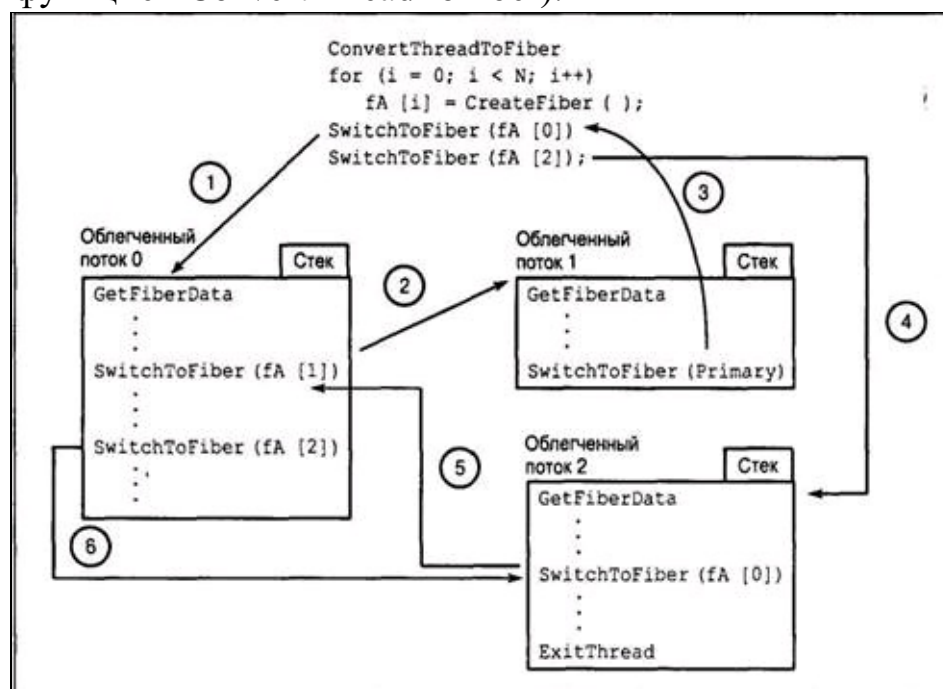 ConvertThreadToFiber
for (i = 0; i < N; i++)
fA [i] = CreateFiber ( );
SwitchToFiber (fA [0])
SwitchToFiber (fA [2]);
1
3
Облегченный
поток 0
Стек
GetFiberData
SwitchToFiber (fA [1])
SwitchToFiber (fA [2])
2
Облегченный
поток 1
Стек
GetFiberData
SwitchToFiber (Primary)
4
5
6
Облегченный
поток 2
Стек
GetFiberData
SwitchToFiber (fA [0])
ExitThread